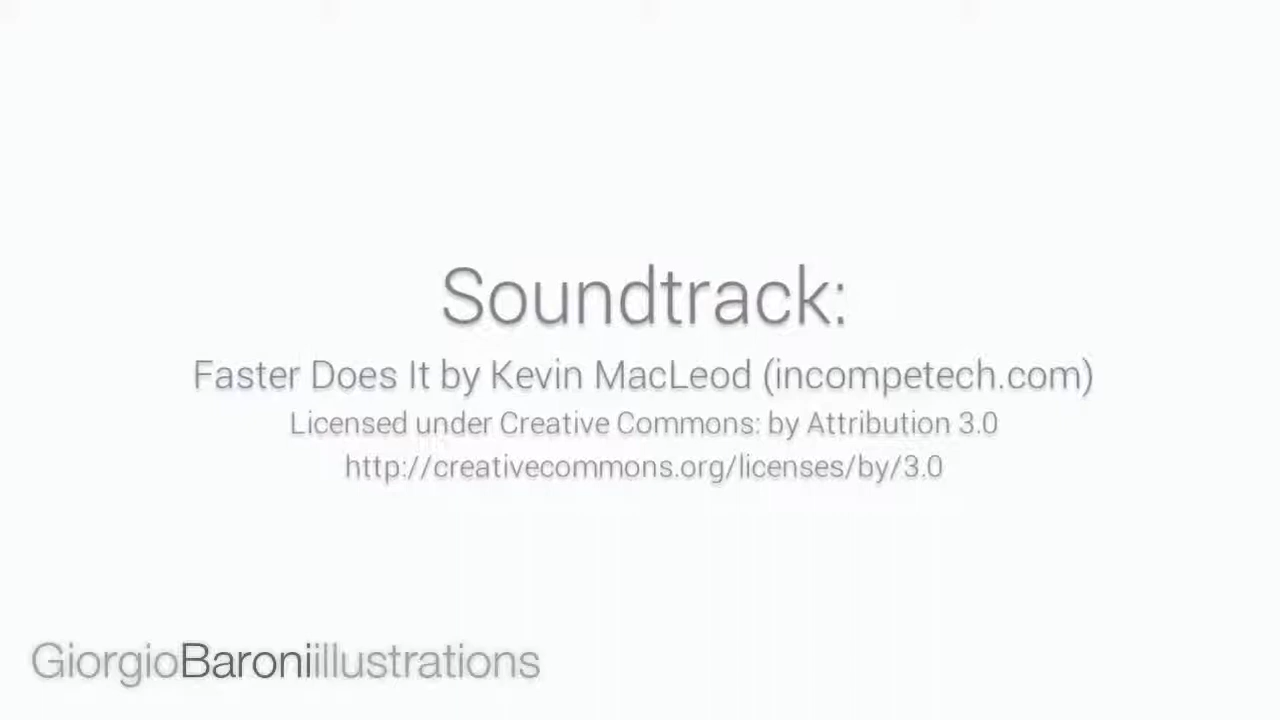 Soundtrack:
Faster Does It by Kevin MacLeod (incompetech.com)
Licensed under Creative Commons: by Attribution 3.0
http://creativecommons.org/licenses/by/3.0
GiorgioBaroniillustrations